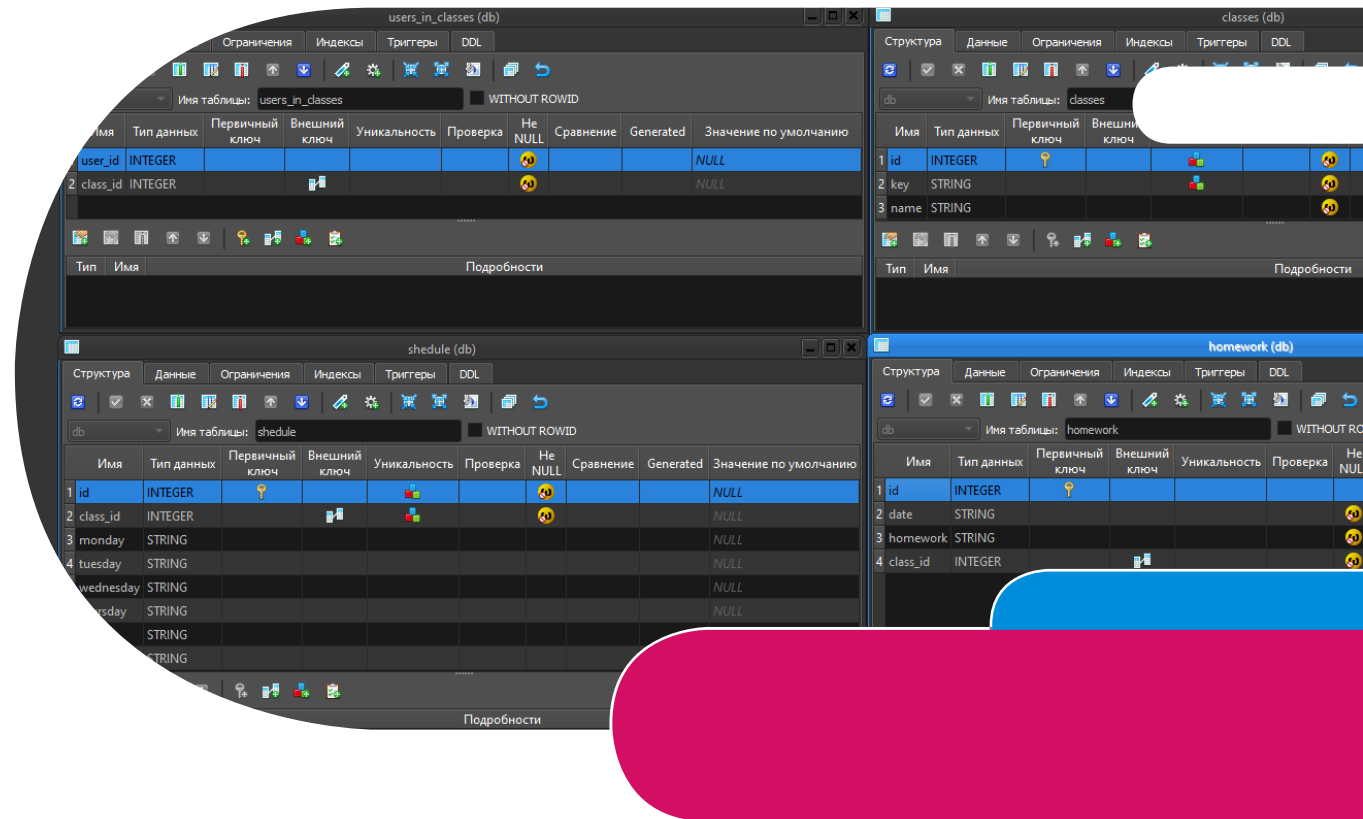 users_in_classes (db)
Ограничения Индексы Триггеры DDL
Имя таблицы: users_in_classes WITHOUT ROWID
Имя Тип данных Первичный ключ Внешний ключ Уникальность Проверка Не NULL Сравнение Generated Значение по умолчанию
user_id INTEGER NULL
2 class_id INTEGER NULL
Тип Имя Подробности
classes (db)
Структура Данные Ограничения Индексы Триггеры DDL
db Имя таблицы: classes
Имя Тип данных Первичный ключ ключ
1 id INTEGER
2 key STRING
3 name STRING
Тип Имя Подробности
shedule (db)
Структура Данные Ограничения Индексы Триггеры DDL
db Имя таблицы: shedule WITHOUT ROWID
Имя Тип данных Первичный ключ Внешний ключ Уникальность Проверка Не NULL Сравнение Generated Значение по умолчанию
1 id INTEGER NULL
2 class_id INTEGER NULL
3 monday STRING NULL
4 tuesday STRING NULL
wednesday STRING NULL
STRING NULL
STRING
STRING
Подробности
homework (db)
Структура Данные Ограничения Индексы Триггеры DDL
db Имя таблицы: homework WITHOUT
Имя Тип данных Первичный ключ Внешний ключ Уникальность Проверка Не
1 id INTEGER
2 date STRING
3 homework STRING
4 class_id INTEGER